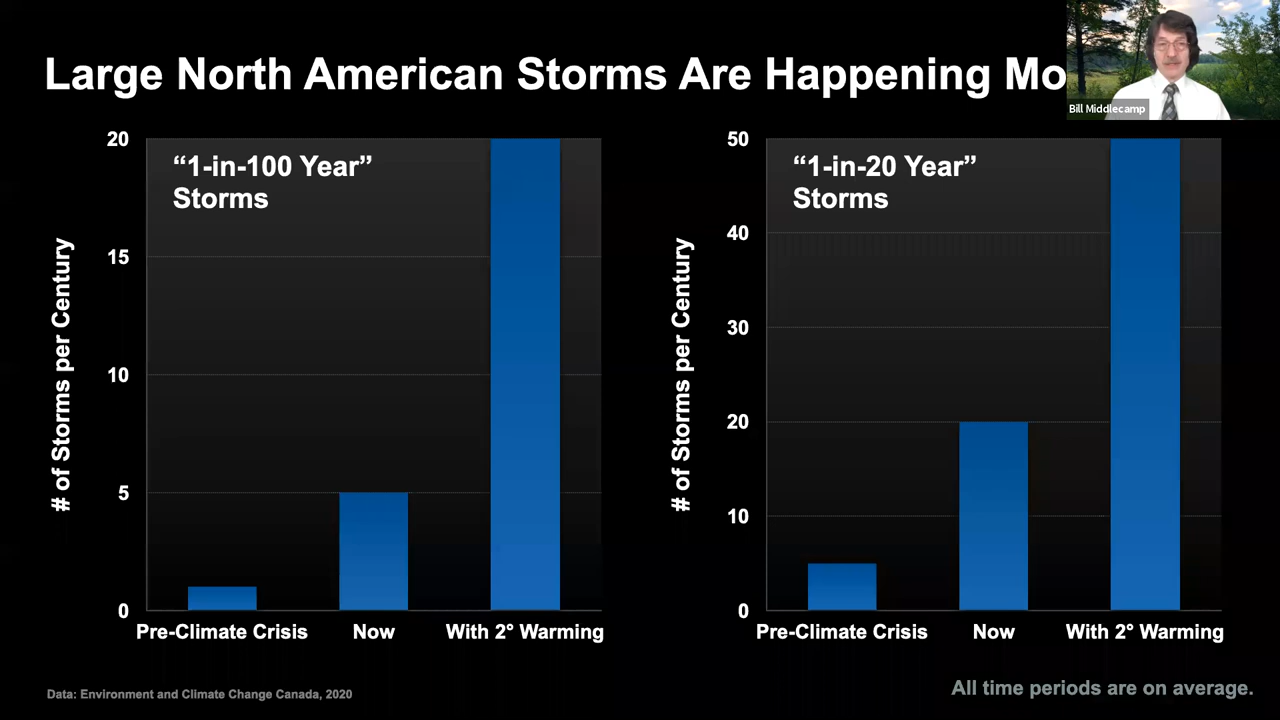 Large North American Storms Are Happening Mo
Bill Middlecamp
“1-in-100 Year”
Storms
# of Storms per Century
20
15
10
5
0
Pre-Climate Crisis Now With 2° Warming
“1-in-20 Year”
Storms
# of Storms per Century
50
40
30
20
10
0
Pre-Climate Crisis Now With 2° Warming
Data: Environment and Climate Change Canada, 2020
All time periods are on average.